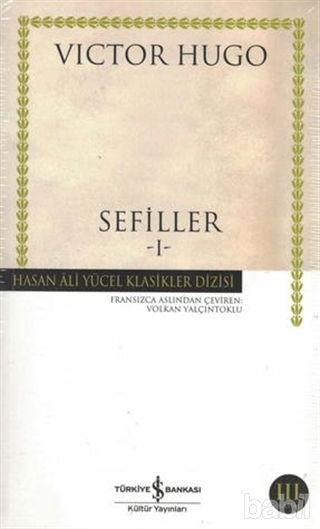 VICTOR HUGO
SEFİLLER
-I-
HASAN ÂLİ YÜCEL KLASİKLER DİZİSİ
FRANSIZCA ASLINDAN ÇEVİREN:
VOLKAN YALÇINTOKLU
TÜRKİYE İŞ BANKASI
Kültür Yayınları
III
babil